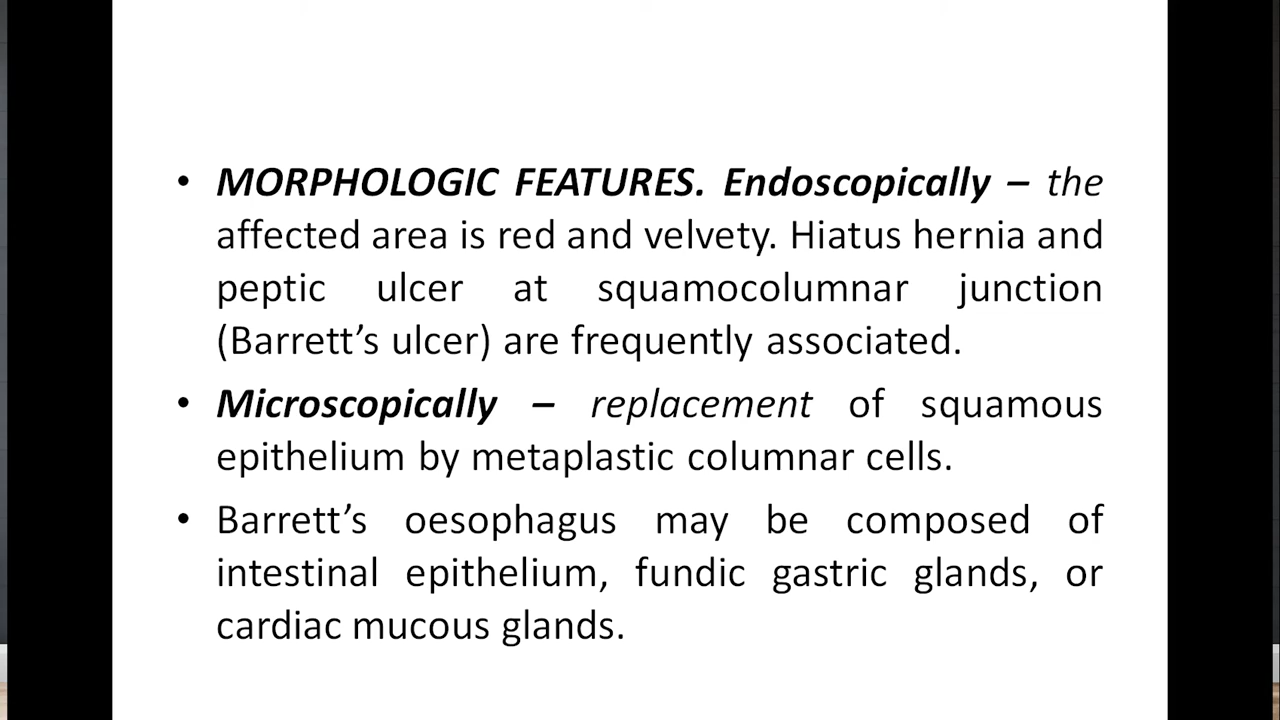 • MORPHOLOGIC FEATURES. Endoscopically – the
affected area is red and velvety. Hiatus hernia and
peptic ulcer at squamocolumnar junction
(Barrett’s ulcer) are frequently associated.
• Microscopically – replacement of squamous
epithelium by metaplastic columnar cells.
• Barrett’s oesophagus may be composed of
intestinal epithelium, fundic gastric glands, or
cardiac mucous glands.